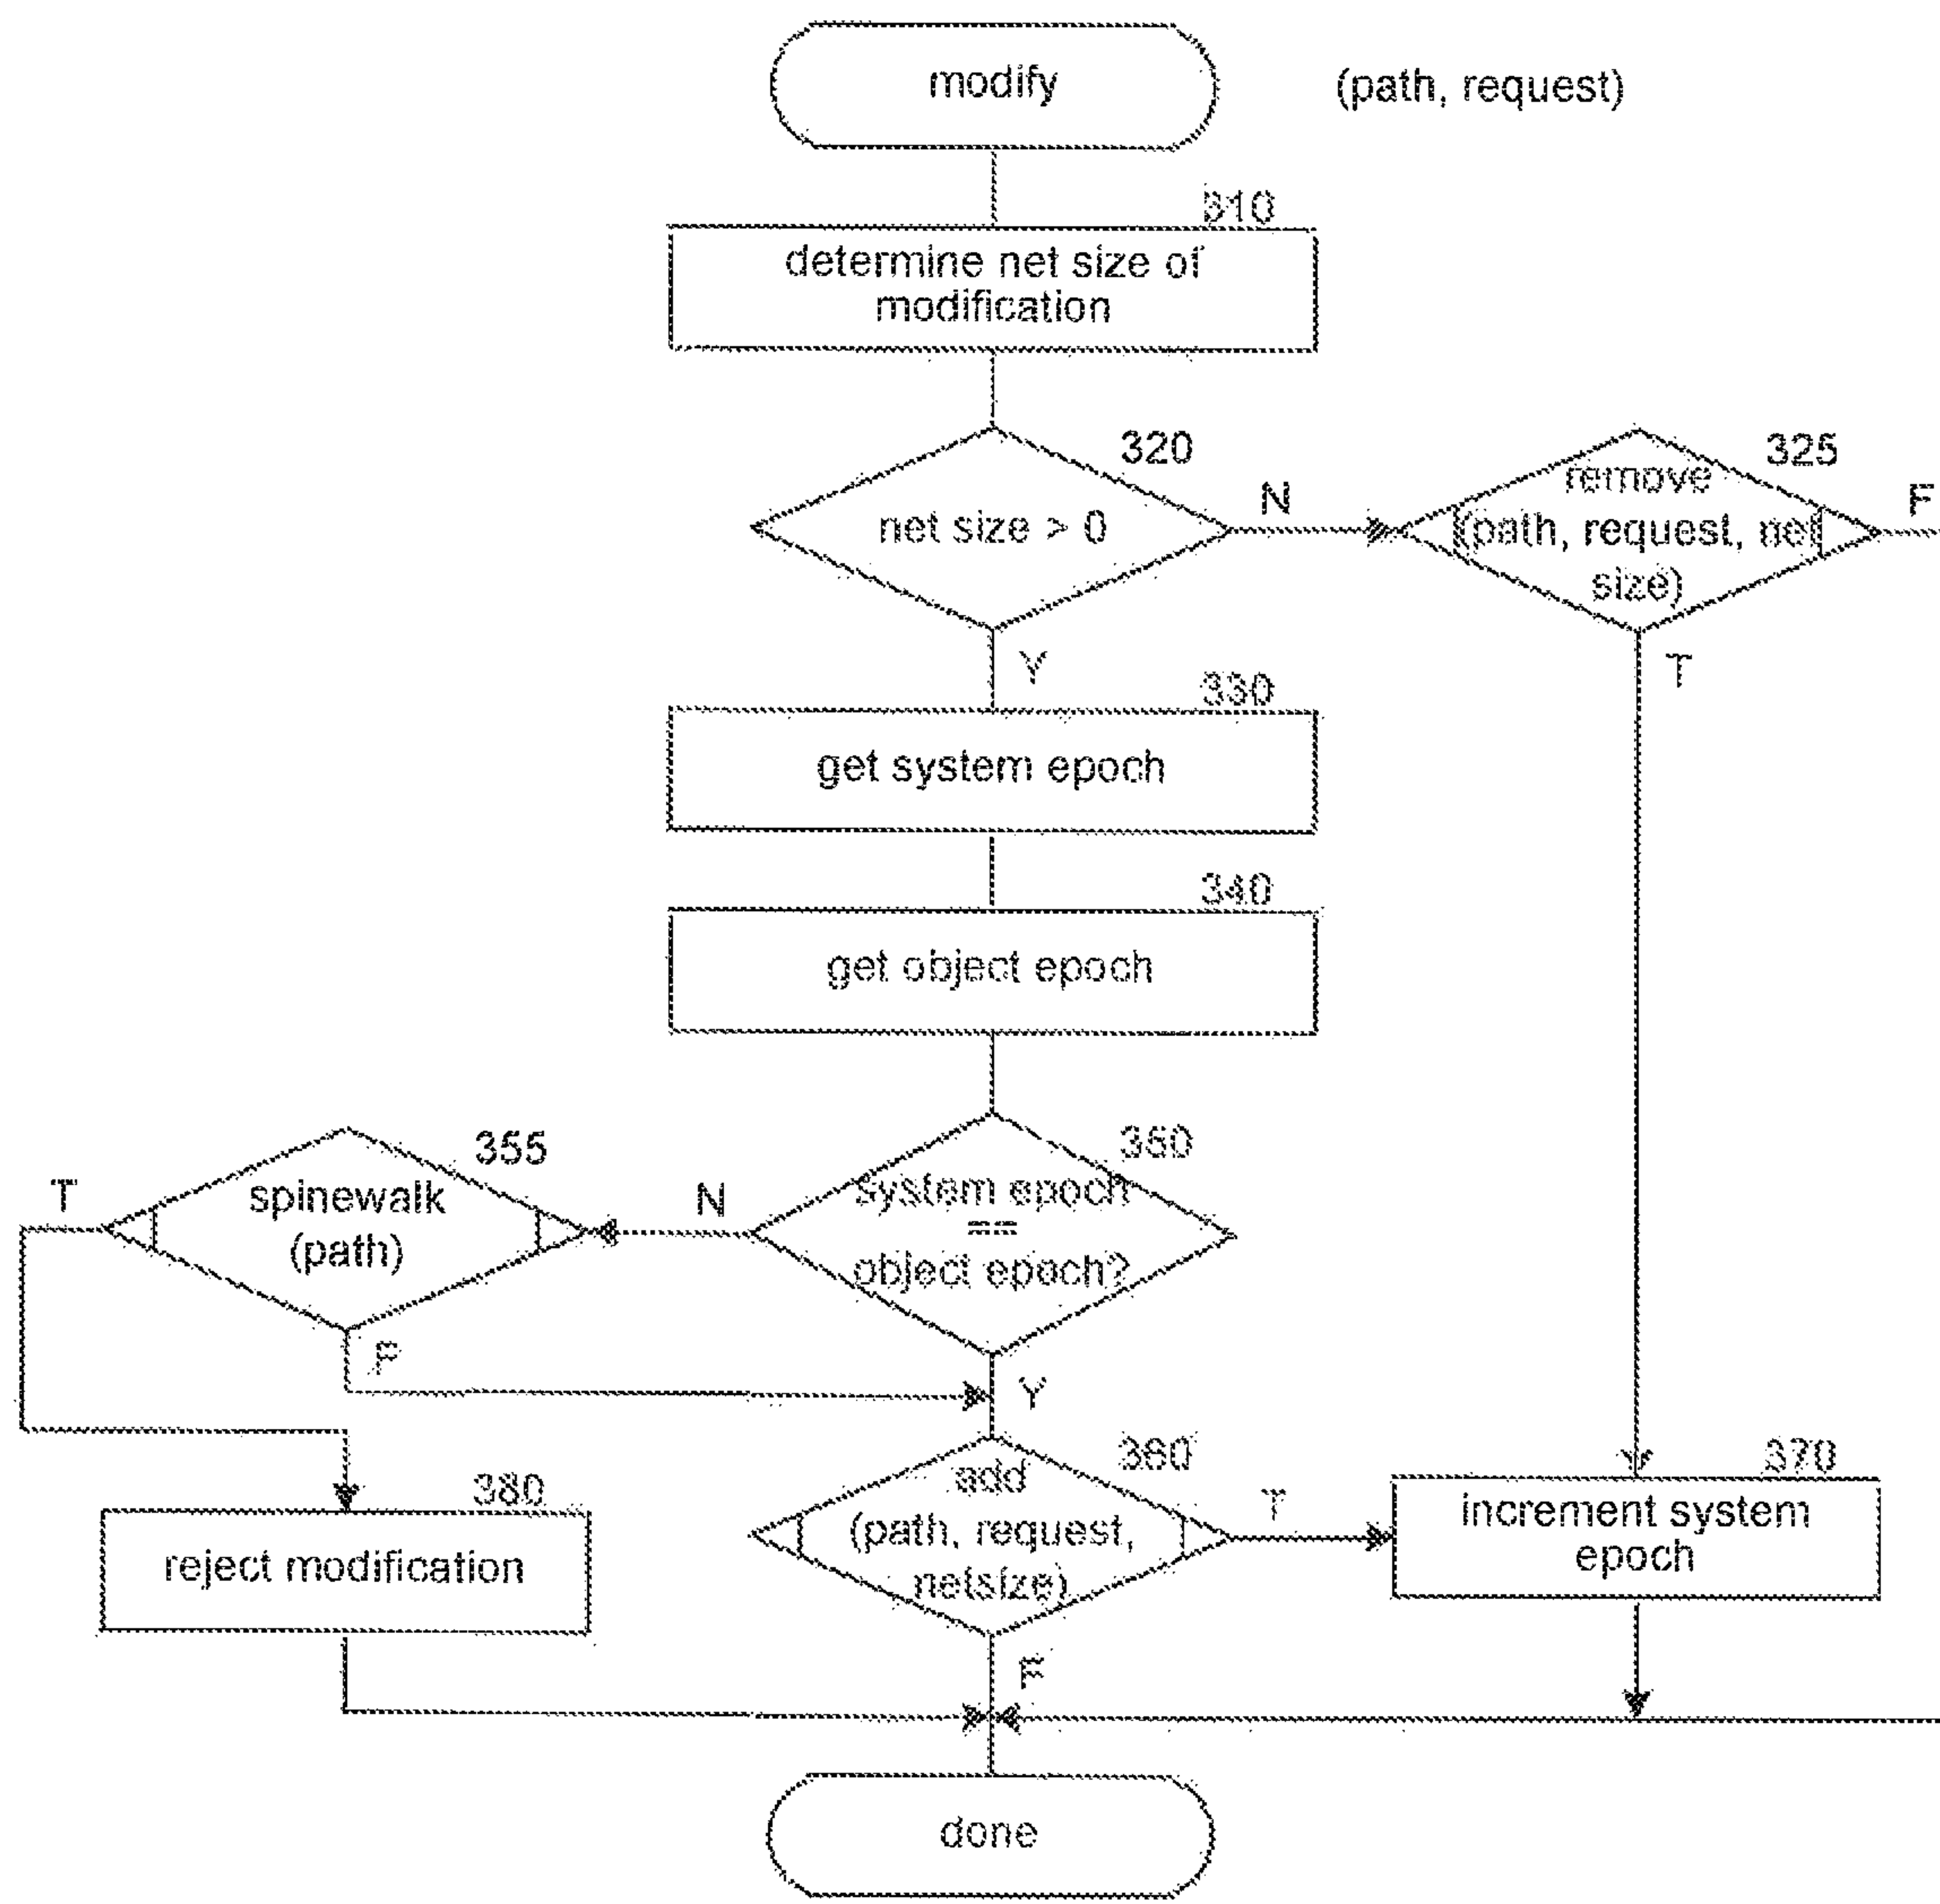 modify
(path, request)
310
determine net size of
modification
320
net size > 0
N
325
remove
(path, request, net
size)
F
T
Y
330
get system epoch
340
get object epoch
350
system epoch
==
object epoch?
N
355
spinewalk
(path)
T
F
Y
360
add
(path, request,
netsize)
T
370
increment system
epoch
380
reject modification
F
done